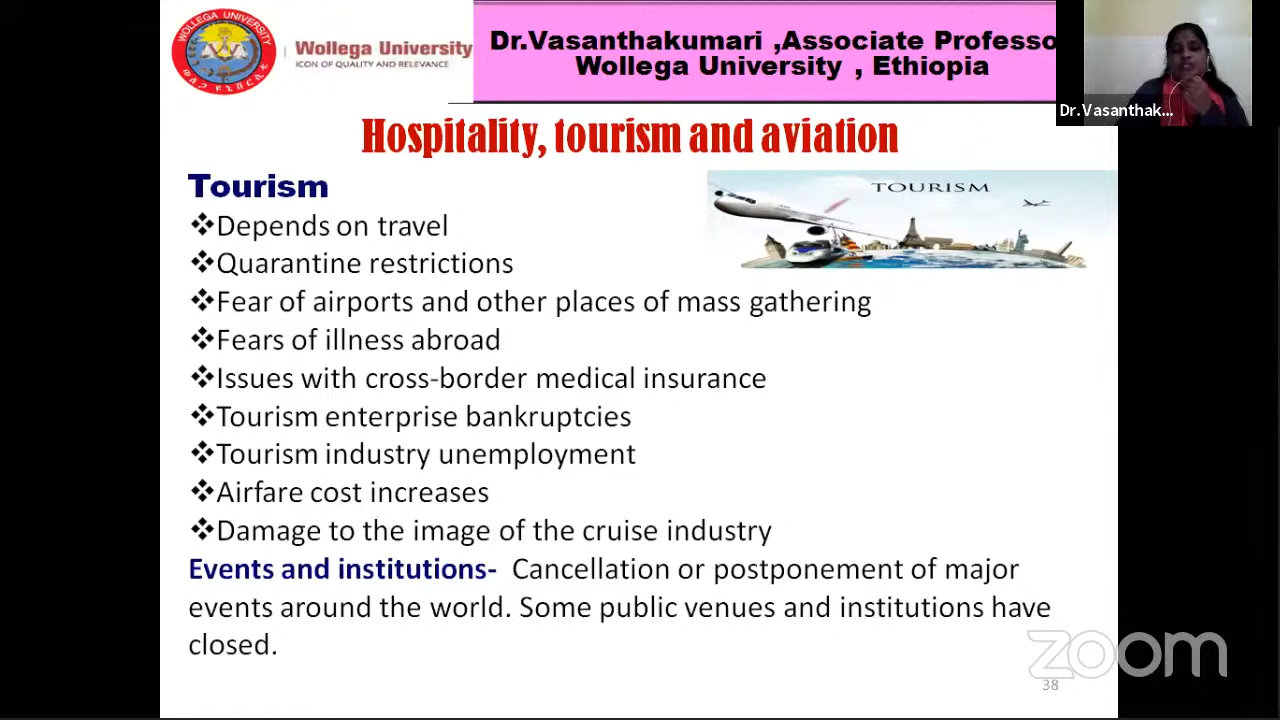 WOLLEGA UNIVERSITY
Wollega University
ICON OF QUALITY AND RELEVANCE
Dr.Vasanthakumari ,Associate Professo
Wollega University , Ethiopia
Dr.Vasanthak...
Hospitality, tourism and aviation
Tourism
TOURISM
❖Depends on travel
❖Quarantine restrictions
❖Fear of airports and other places of mass gathering
❖Fears of illness abroad
❖Issues with cross-border medical insurance
❖Tourism enterprise bankruptcies
❖Tourism industry unemployment
❖Airfare cost increases
❖Damage to the image of the cruise industry
Events and institutions- Cancellation or postponement of major
events around the world. Some public venues and institutions have
closed.
zoom
38